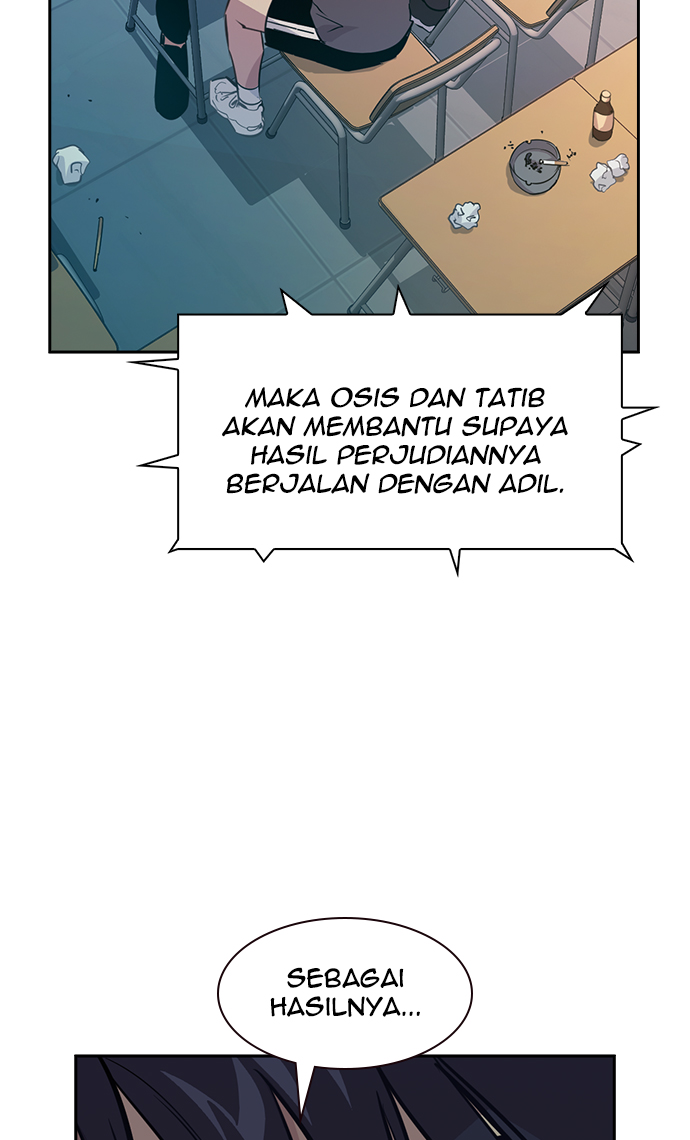 MAKA OSIS DAN TATIB
AKAN MEMBANTU SUPAYA
HASIL PERJUDIANNYA
BERJALAN DENGAN ADIL.
SEBAGAI
HASILNYA...